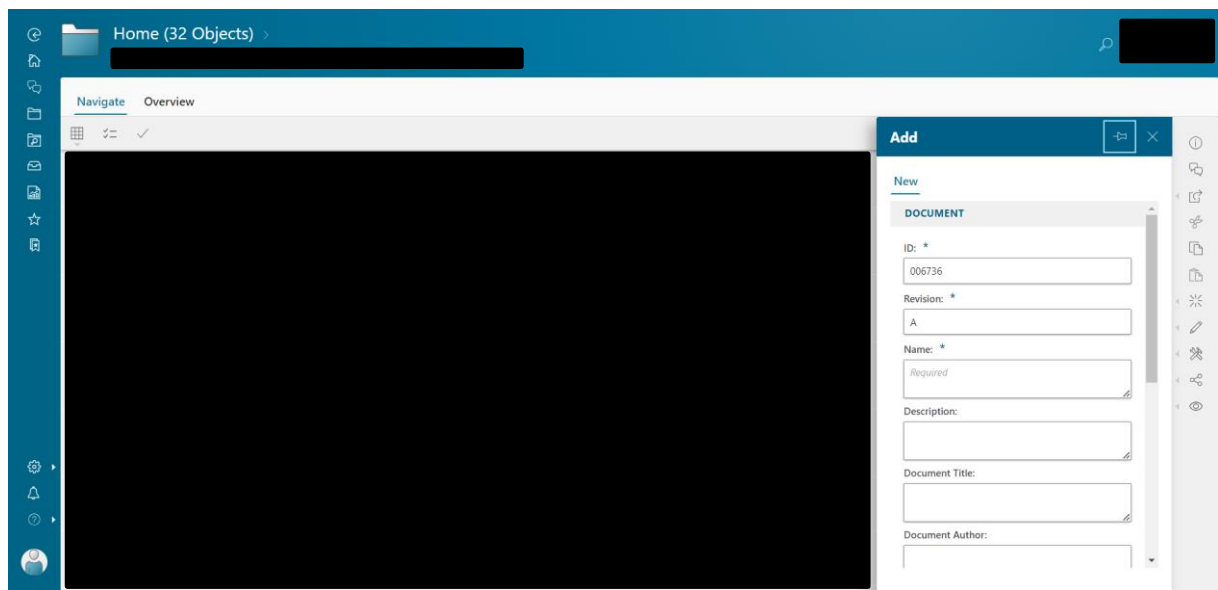 Home (32 Objects) >
Navigate Overview
Add
New
DOCUMENT
ID: *
006736
Revision: *
A
Name: *
Required
Description:
Document Title:
Document Author: